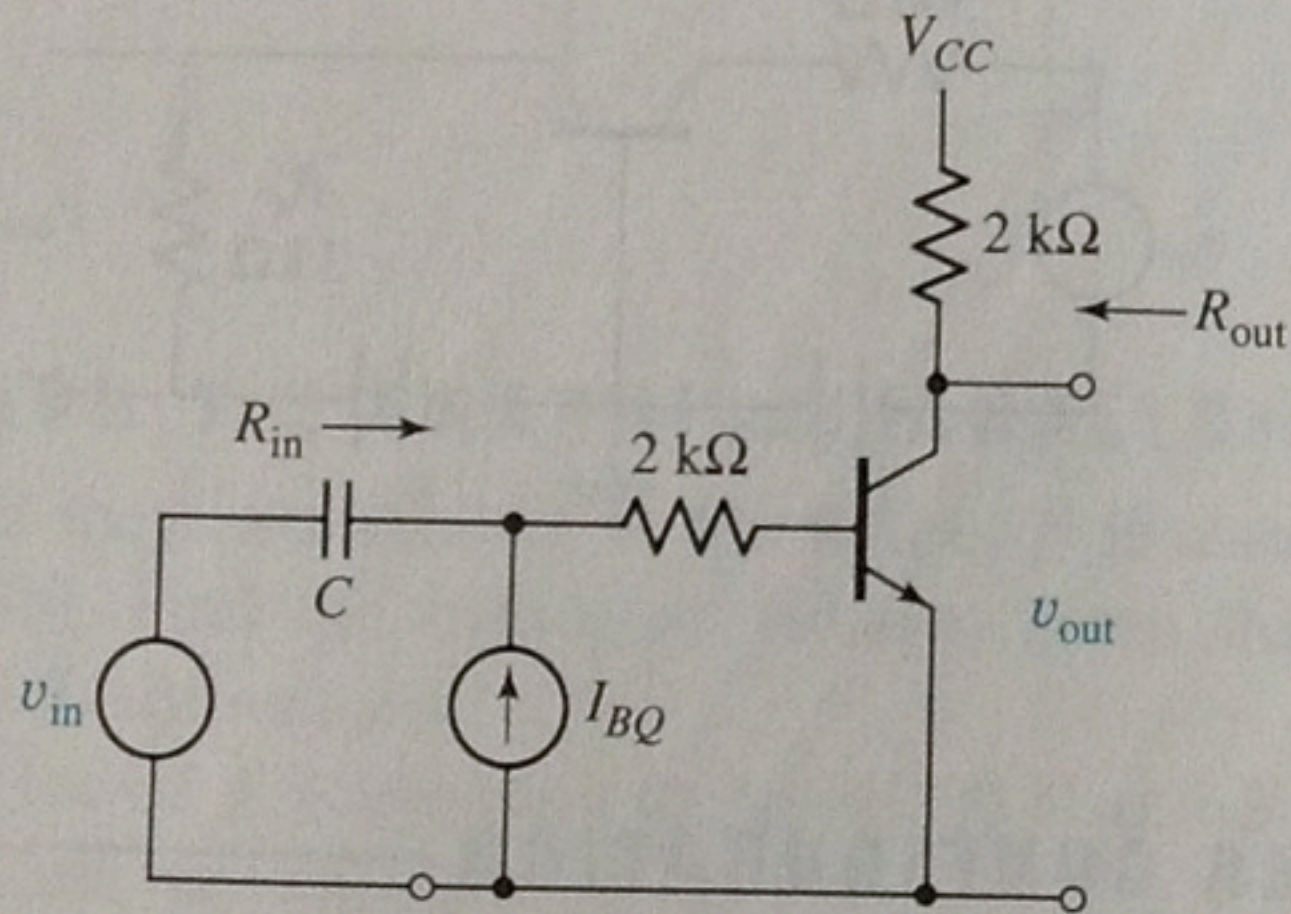 V_CC
2 kΩ
R_out
R_in
2 kΩ
C
v_out
v_in
I_BQ